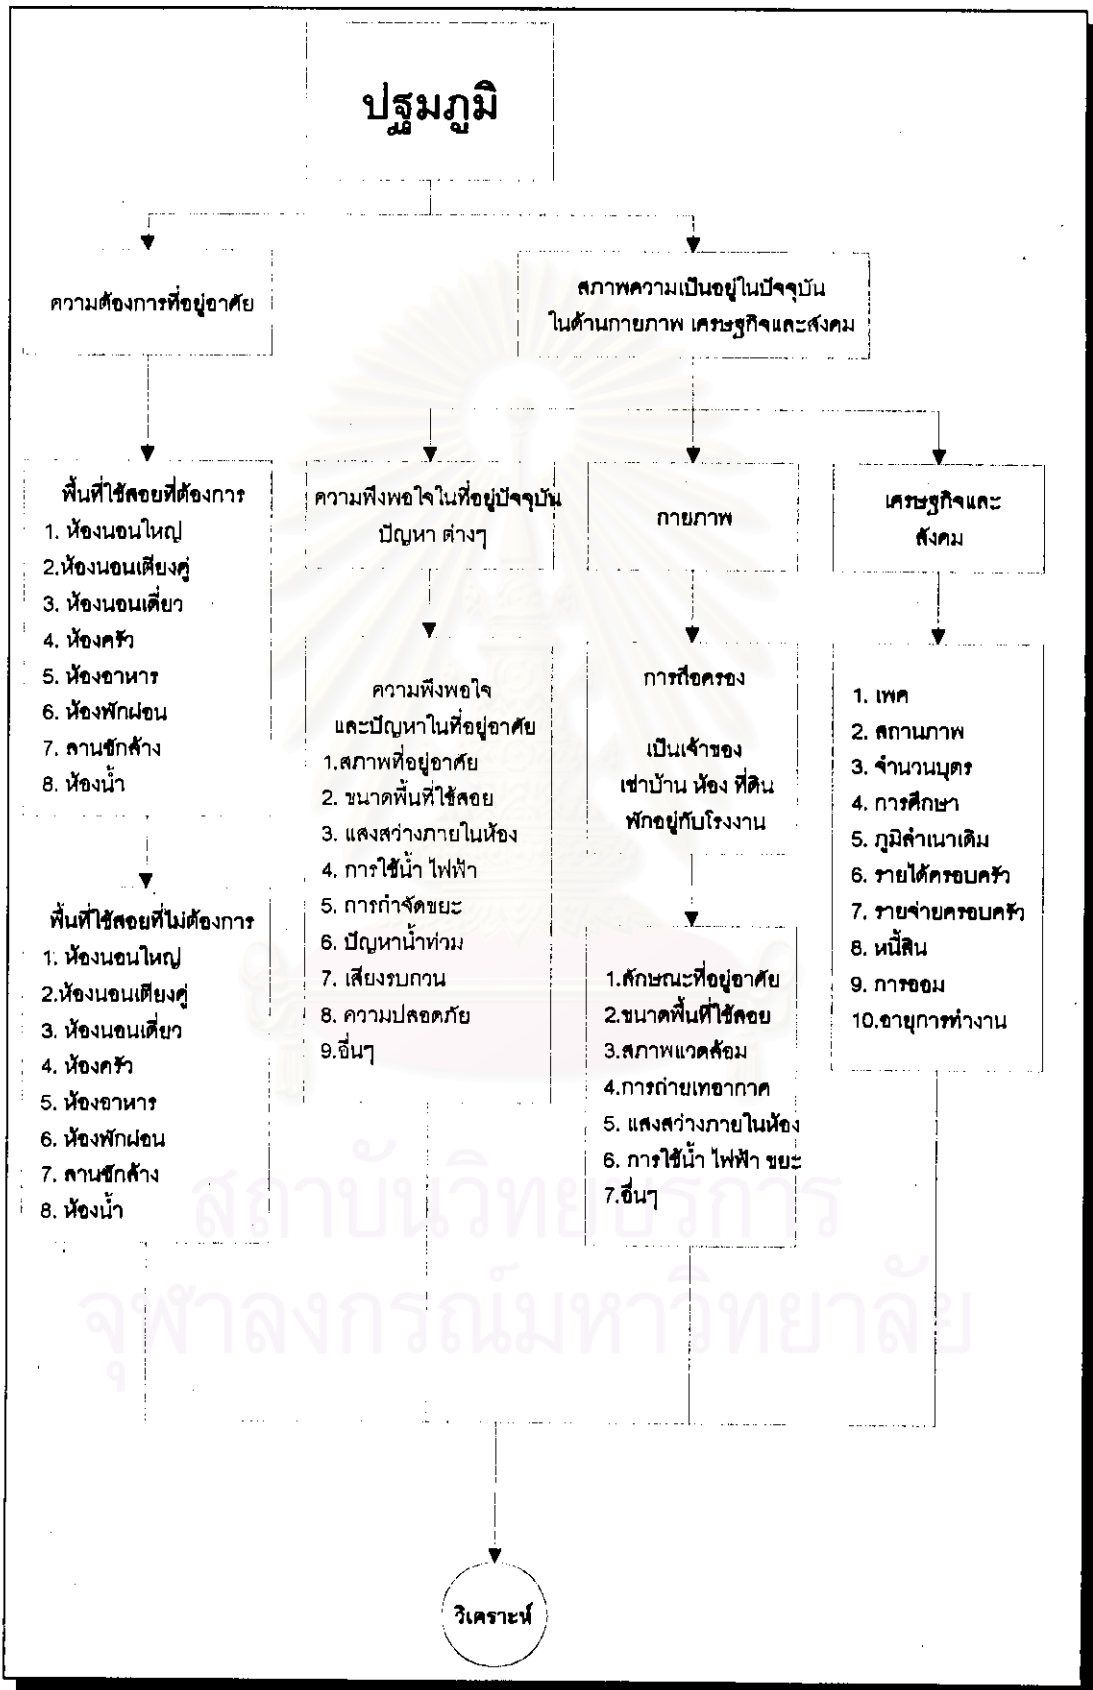 ปฐมภูมิ
ความต้องการที่อยู่อาศัย
สภาพความเป็นอยู่ในปัจจุบัน
ในด้านกายภาพ เศรษฐกิจและสังคม
พื้นที่ใช้สอยที่ต้องการ
1. ห้องนอนใหญ่
2.ห้องนอนเตียงคู่
3. ห้องนอนเดี่ยว
4. ห้องครัว
5. ห้องอาหาร
6. ห้องพักผ่อน
7. ลานซักล้าง
8. ห้องน้ำ
พื้นที่ใช้สอยที่ไม่ต้องการ
1. ห้องนอนใหญ่
2.ห้องนอนเตียงคู่
3. ห้องนอนเดี่ยว
4. ห้องครัว
5. ห้องอาหาร
6. ห้องพักผ่อน
7. ลานซักล้าง
8. ห้องน้ำ
ความพึงพอใจในที่อยู่ปัจจุบัน
ปัญหา ต่างๆ
ความพึงพอใจ
และปัญหาในที่อยู่อาศัย
1.สภาพที่อยู่อาศัย
2. ขนาดพื้นที่ใช้สอย
3. แสงสว่างภายในห้อง
4. การใช้น้ำ ไฟฟ้า
5. การกำจัดขยะ
6. ปัญหาน้ำท่วม
7. เสียงรบกวน
8. ความปลอดภัย
9.อื่นๆ
กายภาพ
การถือครอง
เป็นเจ้าของ
เช่าบ้าน ห้อง ที่ดิน
พักอยู่กับโรงงาน
1.ลักษณะที่อยู่อาศัย
2.ขนาดพื้นที่ใช้สอย
3.สภาพแวดล้อม
4.การถ่ายเทอากาศ
5. แสงสว่างภายในห้อง
6. การใช้น้ำ ไฟฟ้า ขยะ
7.อื่นๆ
เศรษฐกิจและ
สังคม
1. เพศ
2. สถานภาพ
3. จำนวนบุตร
4. การศึกษา
5. ภูมิลำเนาเดิม
6. รายได้ครอบครัว
7. รายจ่ายครอบครัว
8. หนี้สิน
9. การออม
10.อายุการทำงาน
สถาบันวิทยบริการ
จุฬาลงกรณ์มหาวิทยาลัย
วิเคราะห์